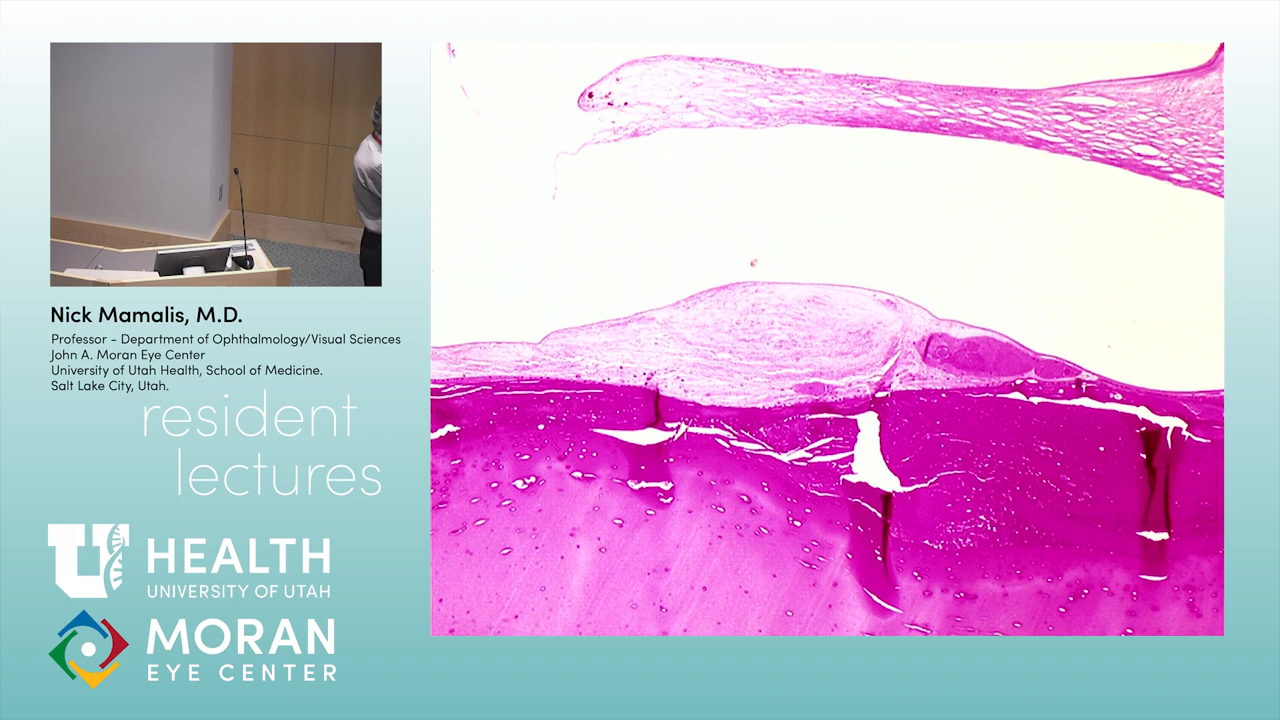 Nick Mamalis, M.D.
Professor - Department of Ophthalmology/Visual Sciences
John A. Moran Eye Center
University of Utah Health, School of Medicine.
Salt Lake City, Utah.
resident
lectures
U HEALTH
UNIVERSITY OF UTAH
MORAN
EYE CENTER